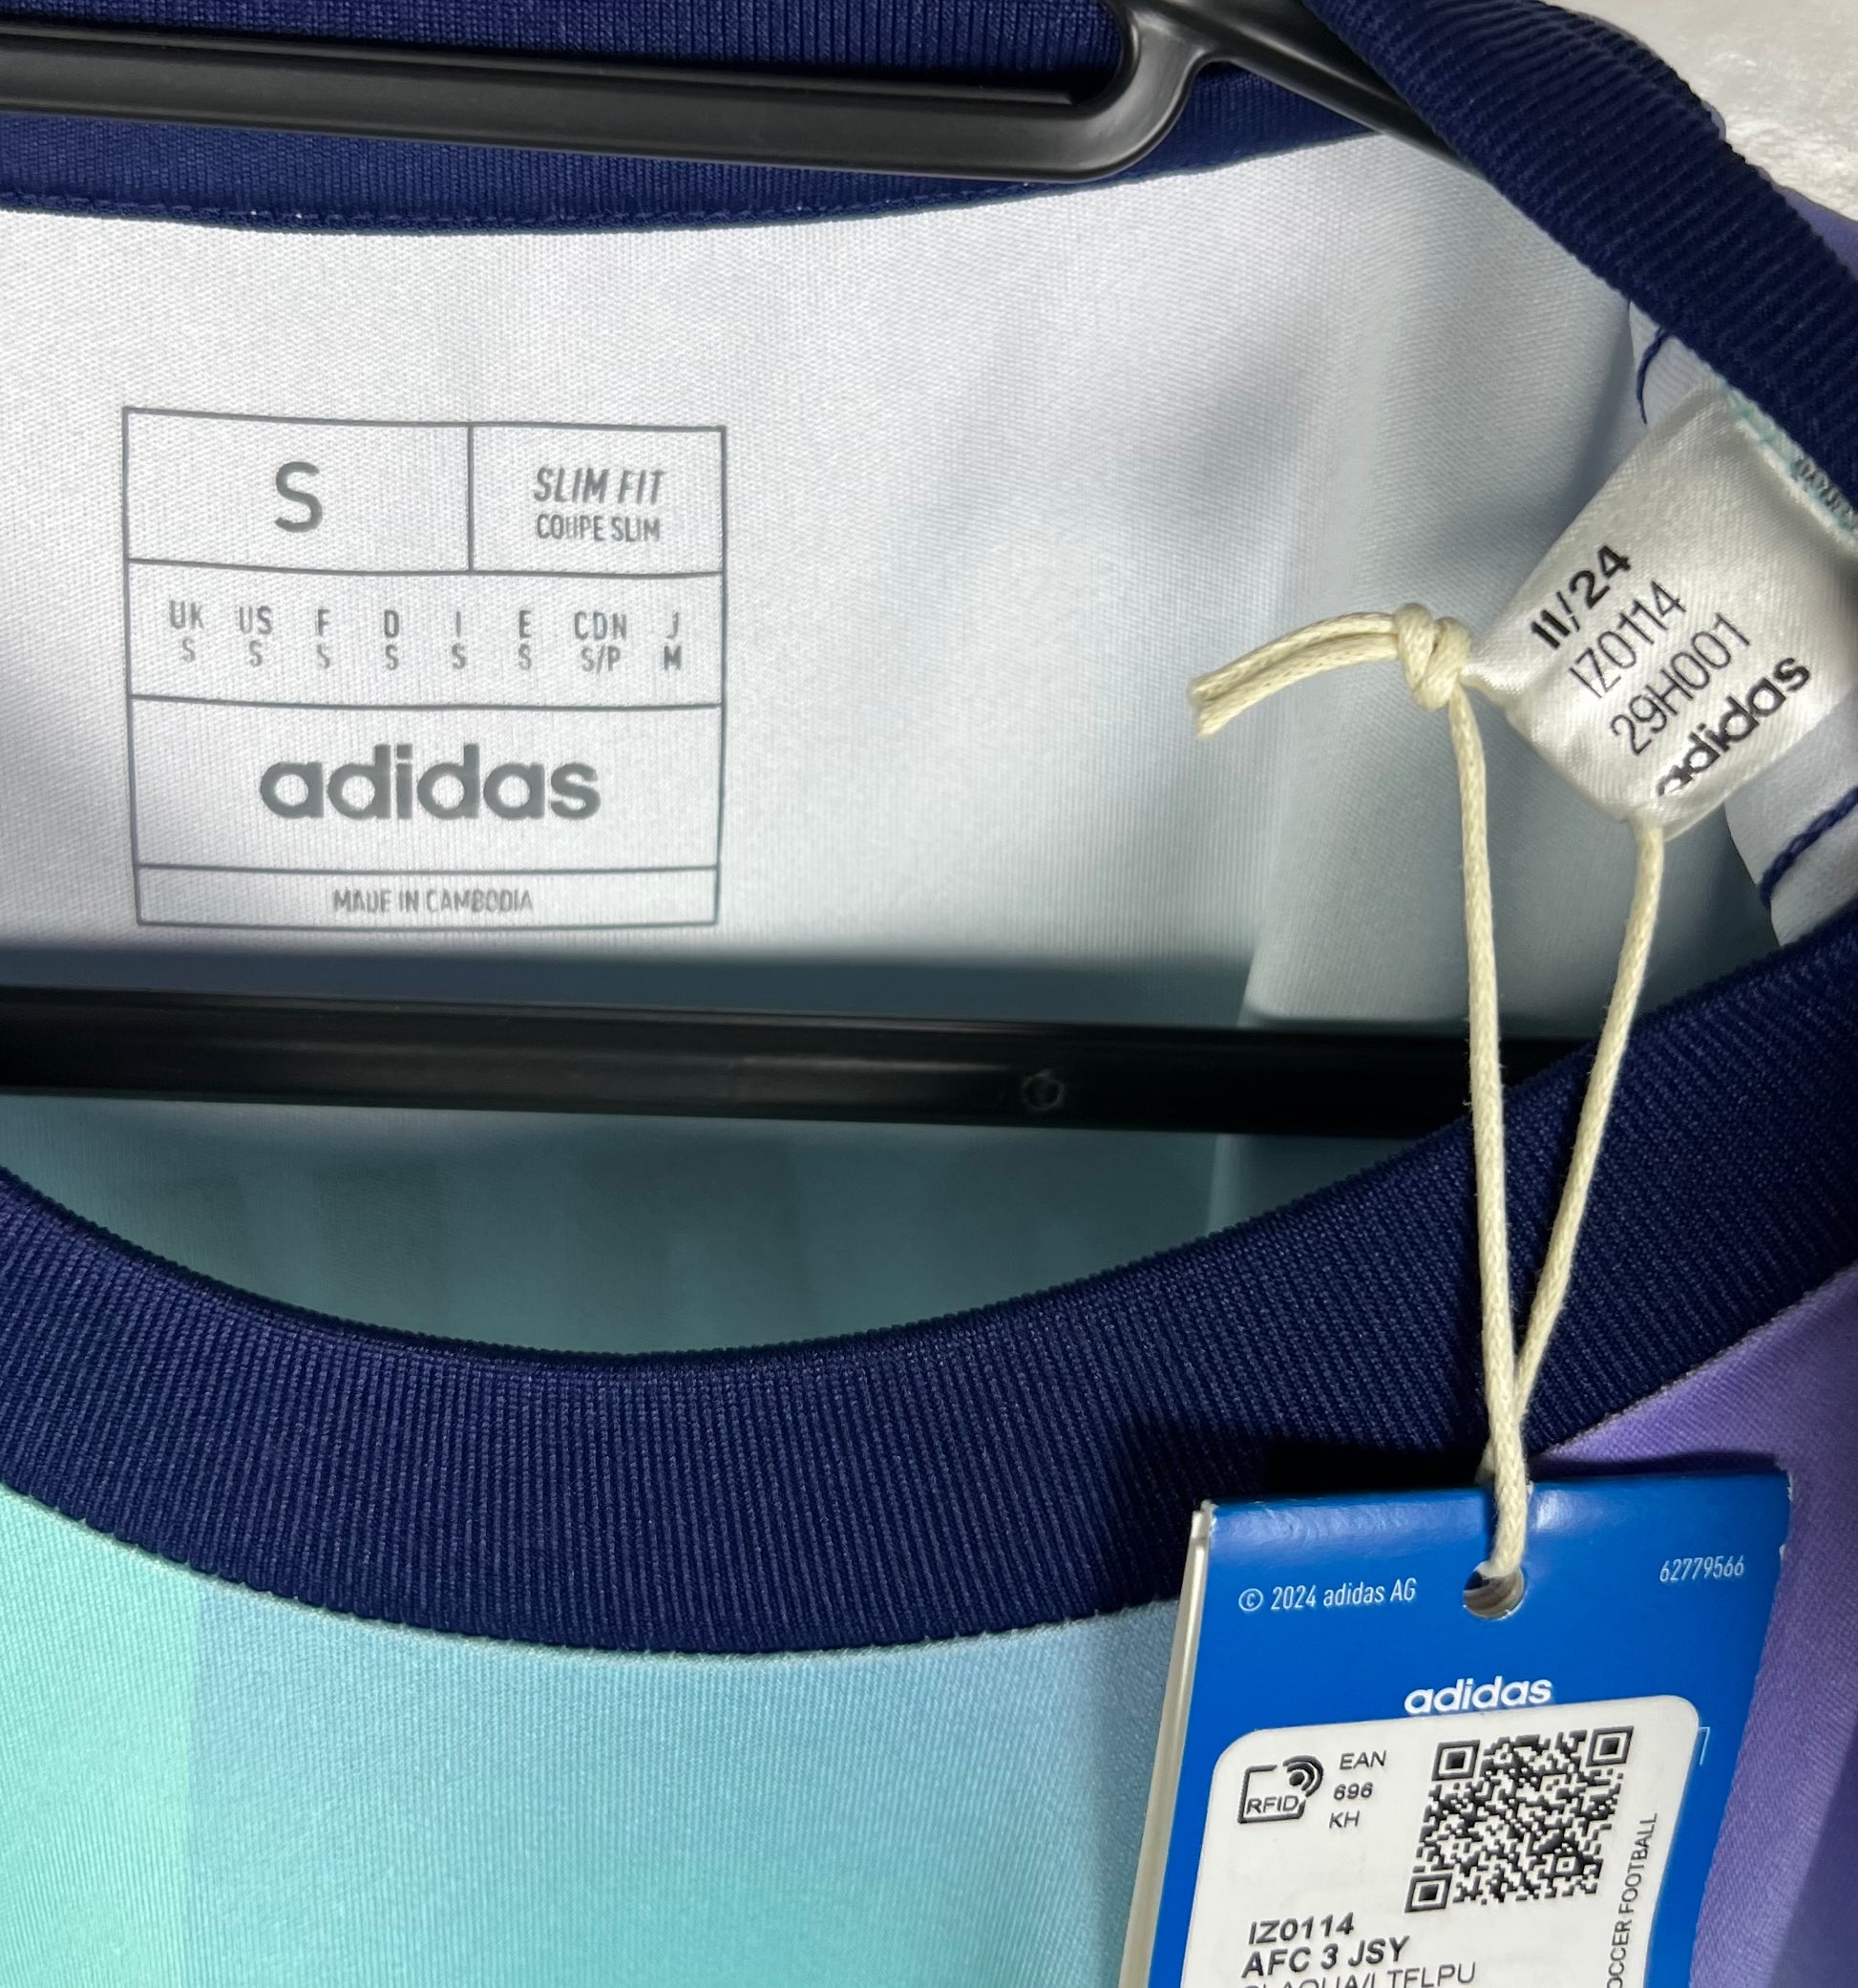 S
SLIM FIT
COUPE SLIM
UK US F D I E CDN J
S S S S S S S/P M
adidas
MADE IN CAMBODIA
11/24
IZ0114
29H001
adidas
© 2024 adidas AG
62779566
adidas
RFID
EAN
696
KH
IZ0114
AFC 3 JSY
FOOTBALL